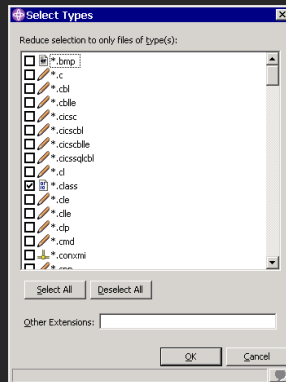 Select Types
Reduce selection to only files of type(s):
*.bmp
*.c
*.cbl
*.cblle
*.cicsc
*.cicscbl
*.cicscblle
*.cicssqlcbl
*.cl
*.class
*.cle
*.clle
*.clp
*.cmd
*.conxmi
*.cpp
Select All
Deselect All
Other Extensions:
OK
Cancel